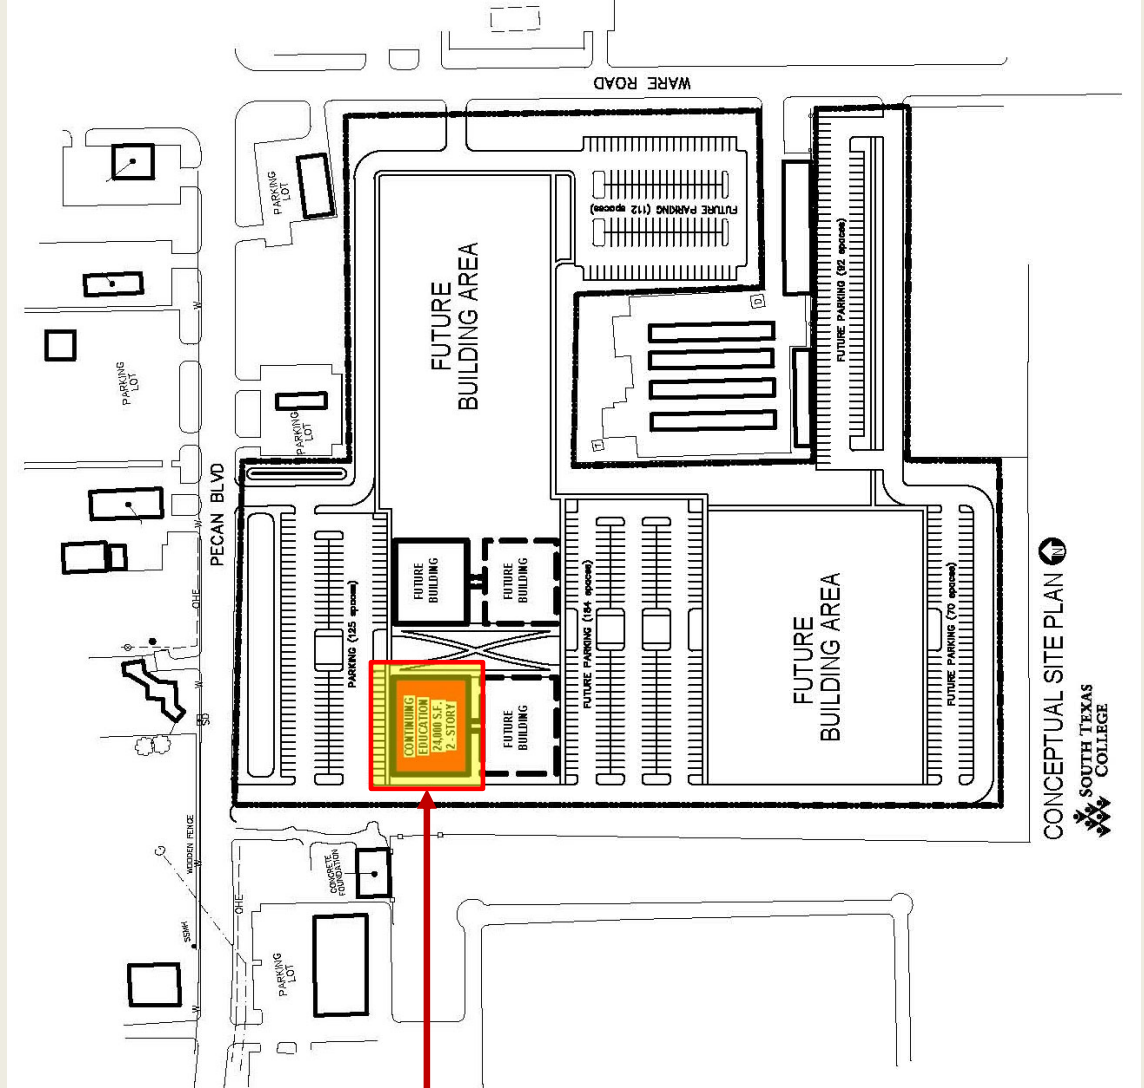 WARE ROAD
PARKING
LOT
FUTURE PARKING (112 spaces)
FUTURE
BUILDING AREA
FUTURE PARKING (92 spaces)
D
T
PARKING
LOT
PARKING
LOT
W
PECAN BLVD
W
OHE
W
SD
PARKING (125 spaces)
FUTURE
BUILDING
FUTURE
BUILDING
FUTURE PARKING (184 spaces)
FUTURE
BUILDING AREA
FUTURE PARKING (70 spaces)
CONTINUING
EDUCATION
24,000 S.F.
2 - STORY
FUTURE
BUILDING
WOODEN FENCE
W
G
CONCRETE
FOUNDATION
OHE
SSMH
W
PARKING
LOT
CONCEPTUAL SITE PLAN
N
SOUTH TEXAS
COLLEGE